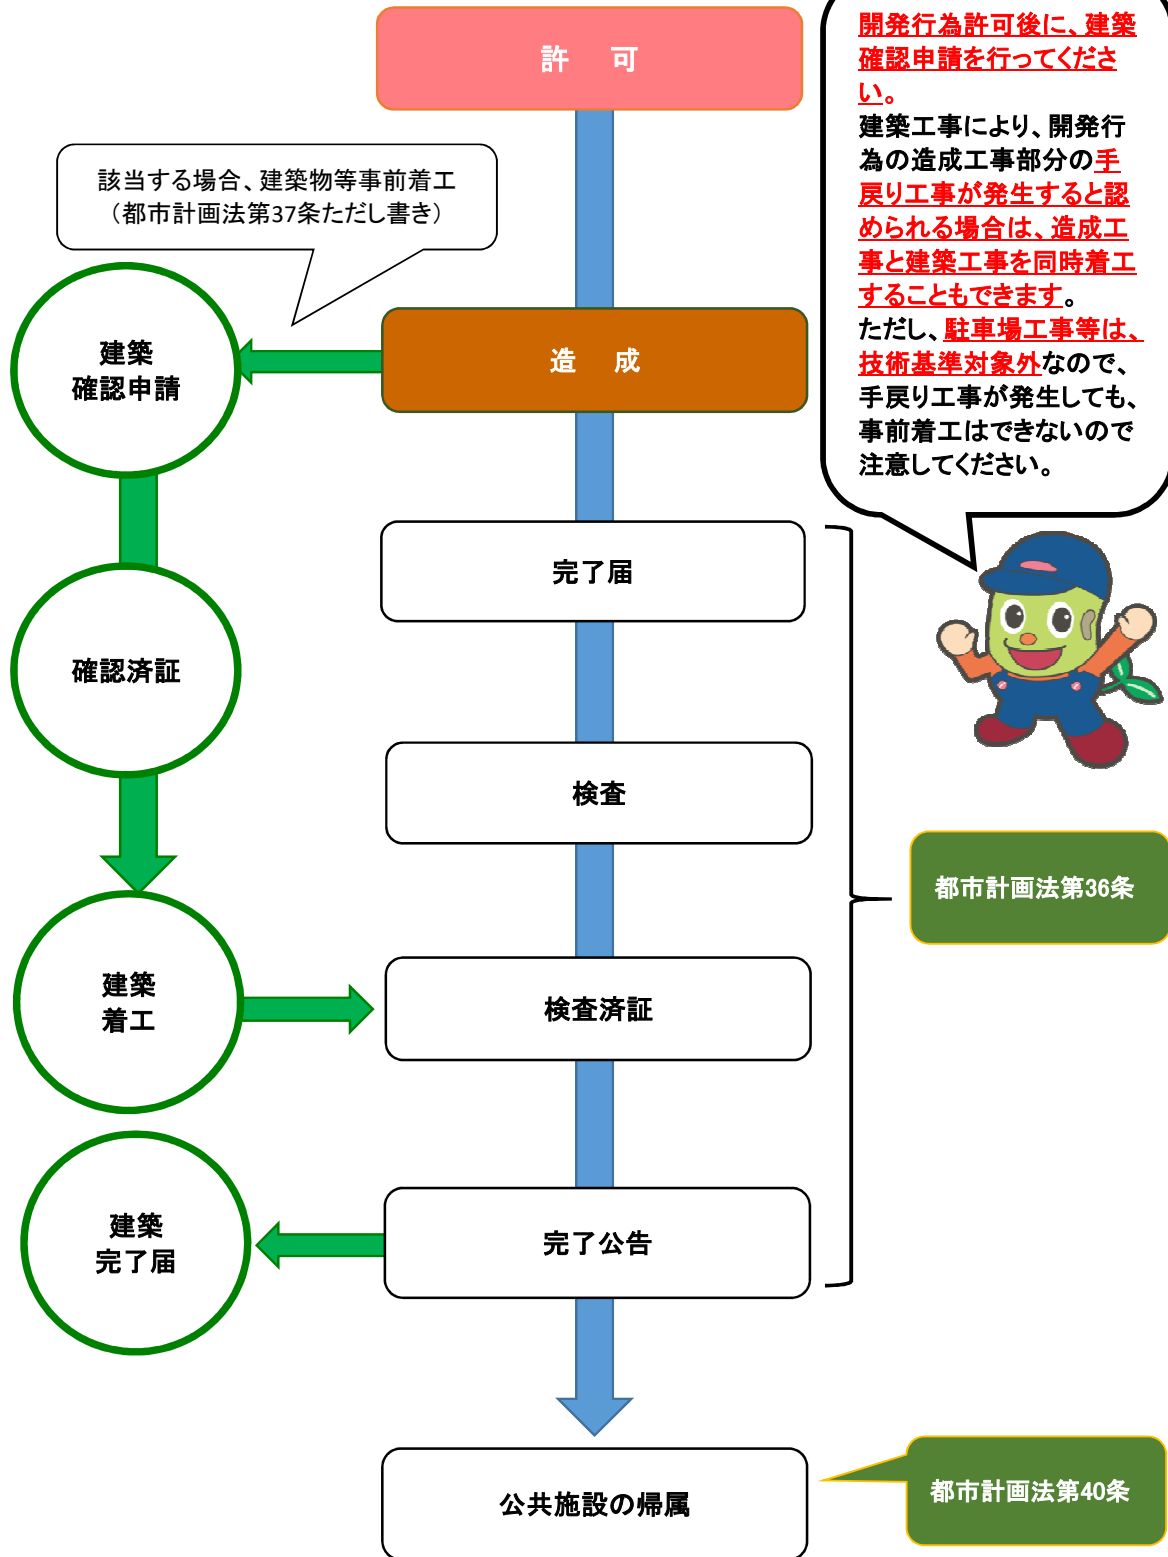 許　可
開発行為許可後に、建築
確認申請を行ってくださ
い。
建築工事により、開発行
為の造成工事部分の手
戻り工事が発生すると認
められる場合は、造成工
事と建築工事を同時着工
することもできます。
ただし、駐車場工事等は、
技術基準対象外なので、
手戻り工事が発生しても、
事前着工はできないので
注意してください。
該当する場合、建築物等事前着工
（都市計画法第37条ただし書き）
造　成
建築
確認申請
確認済証
建築
着工
建築
完了届
完了届
検査
検査済証
完了公告
都市計画法第36条
公共施設の帰属
都市計画法第40条